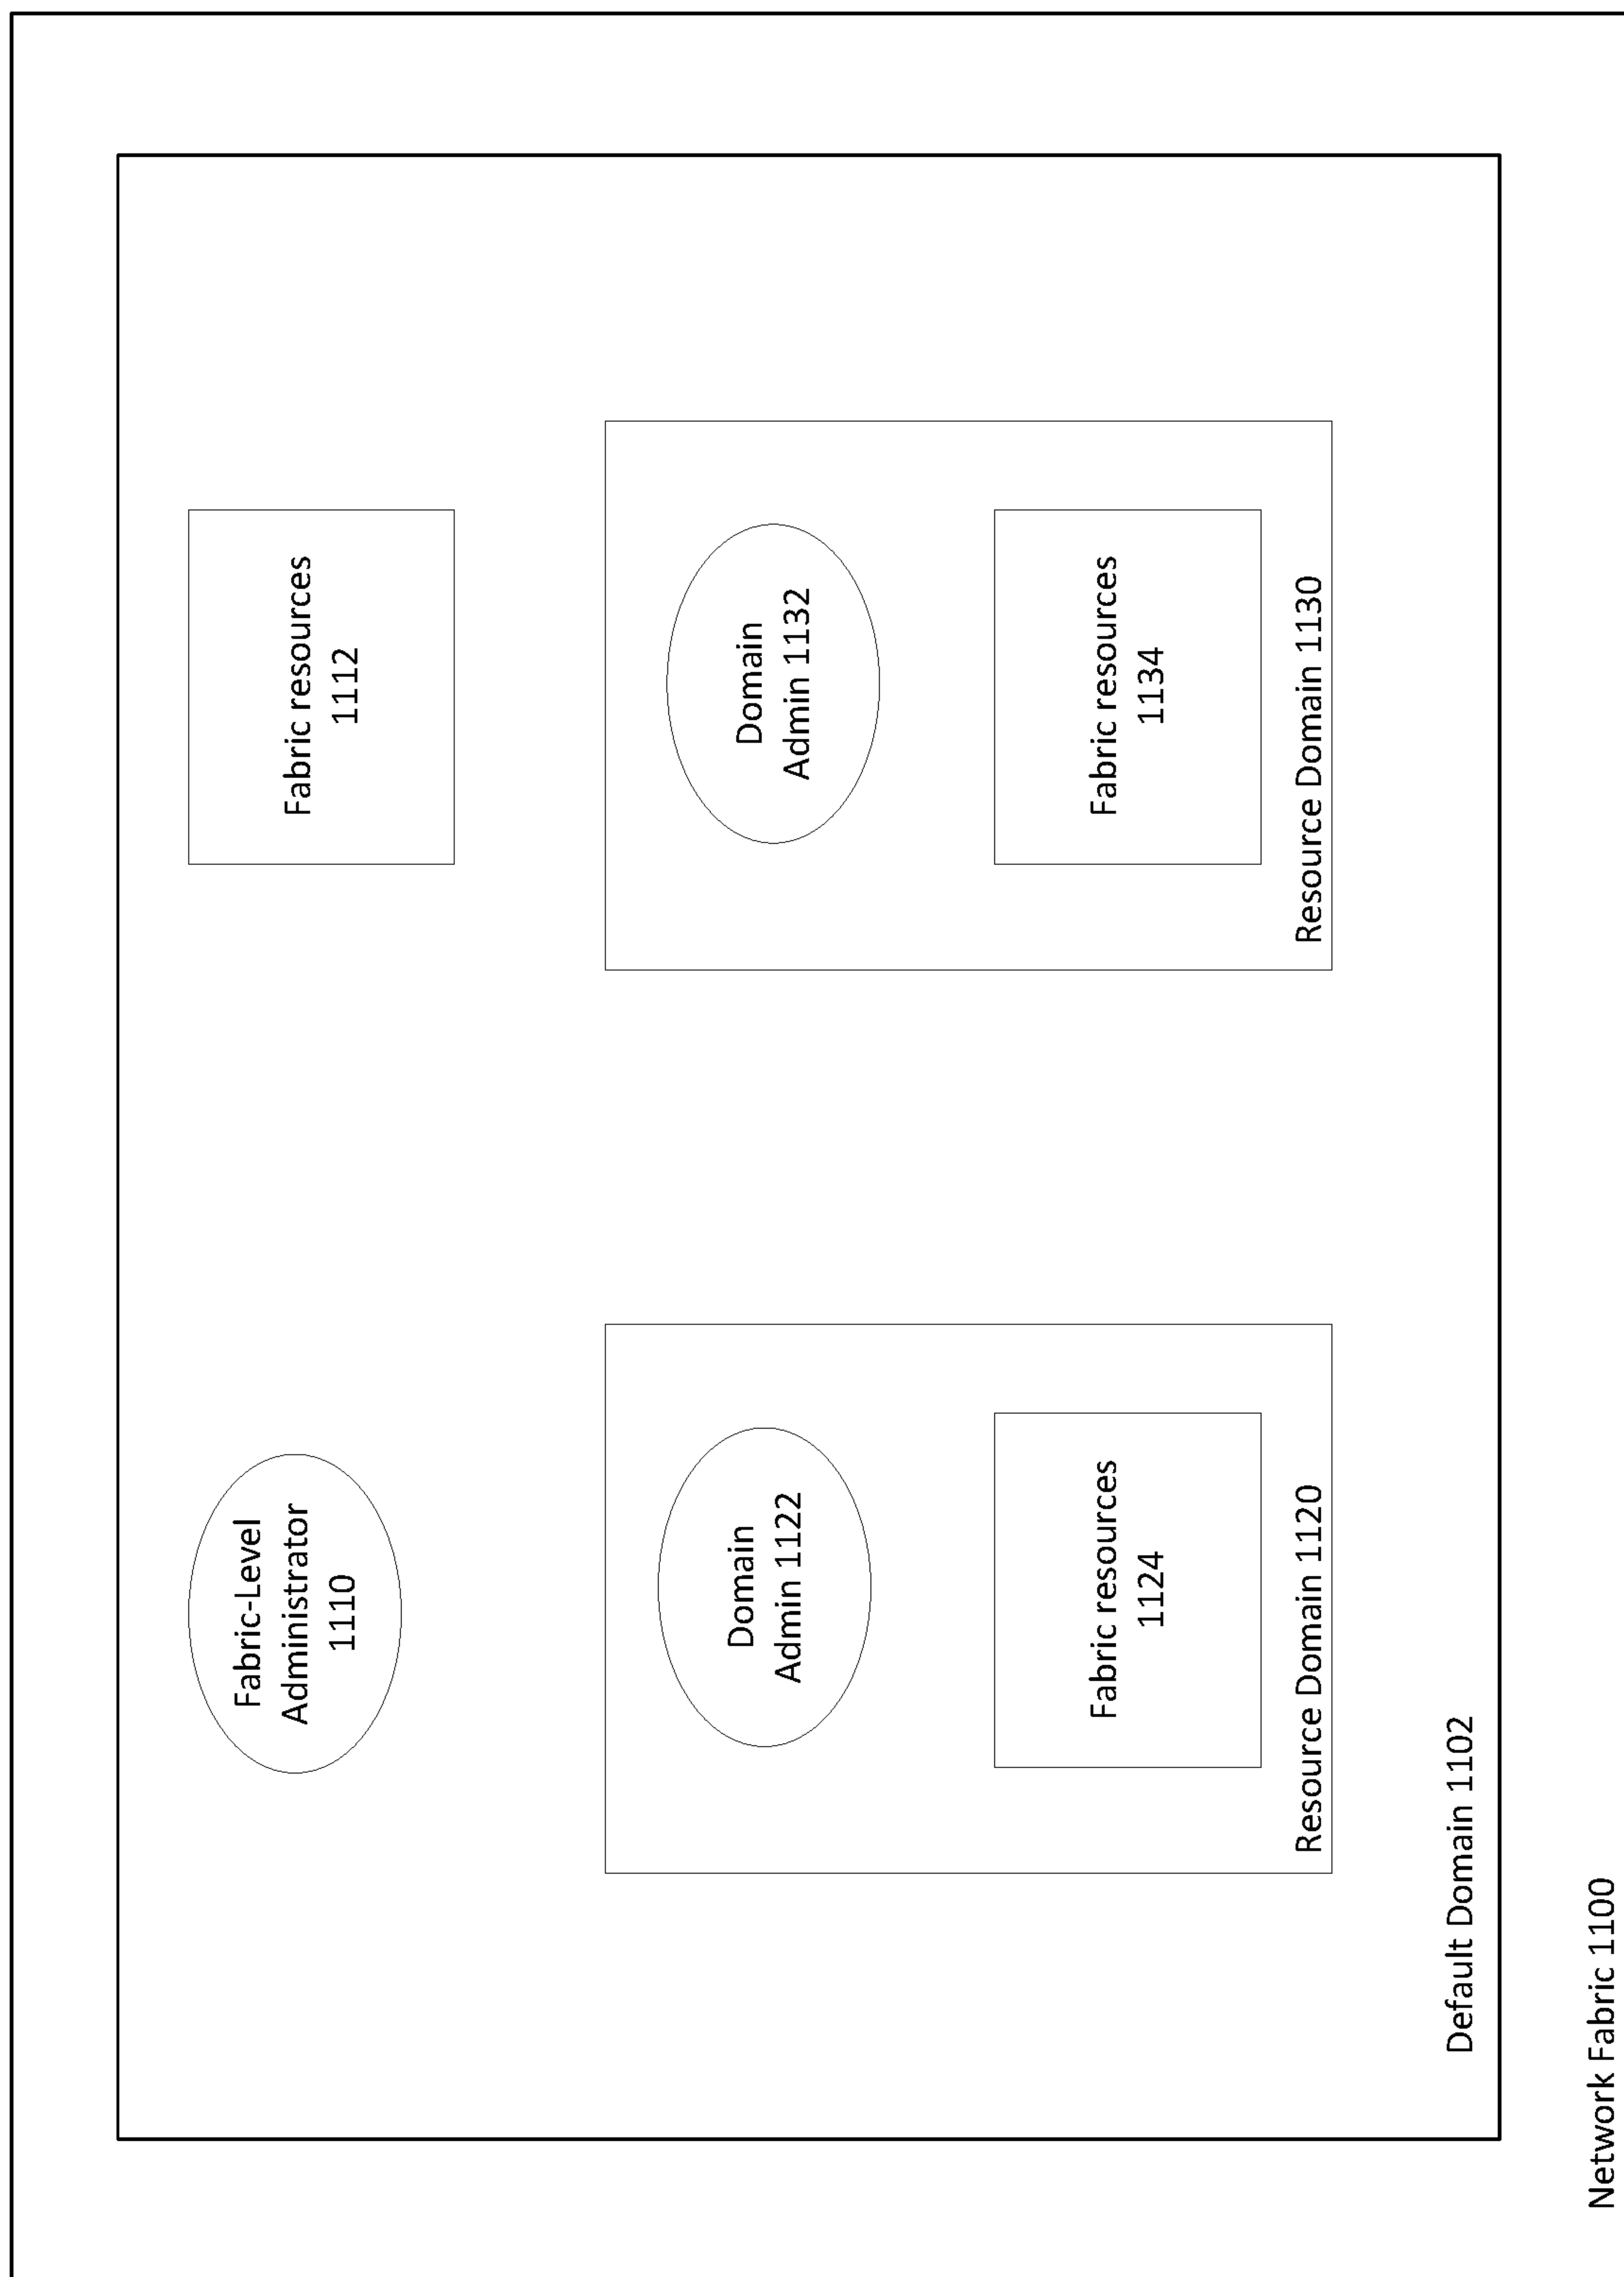 Fabric-Level
Administrator
1110
Fabric resources
1112
Domain
Admin 1122
Fabric resources
1124
Resource Domain 1120
Domain
Admin 1132
Fabric resources
1134
Resource Domain 1130
Default Domain 1102
Network Fabric 1100